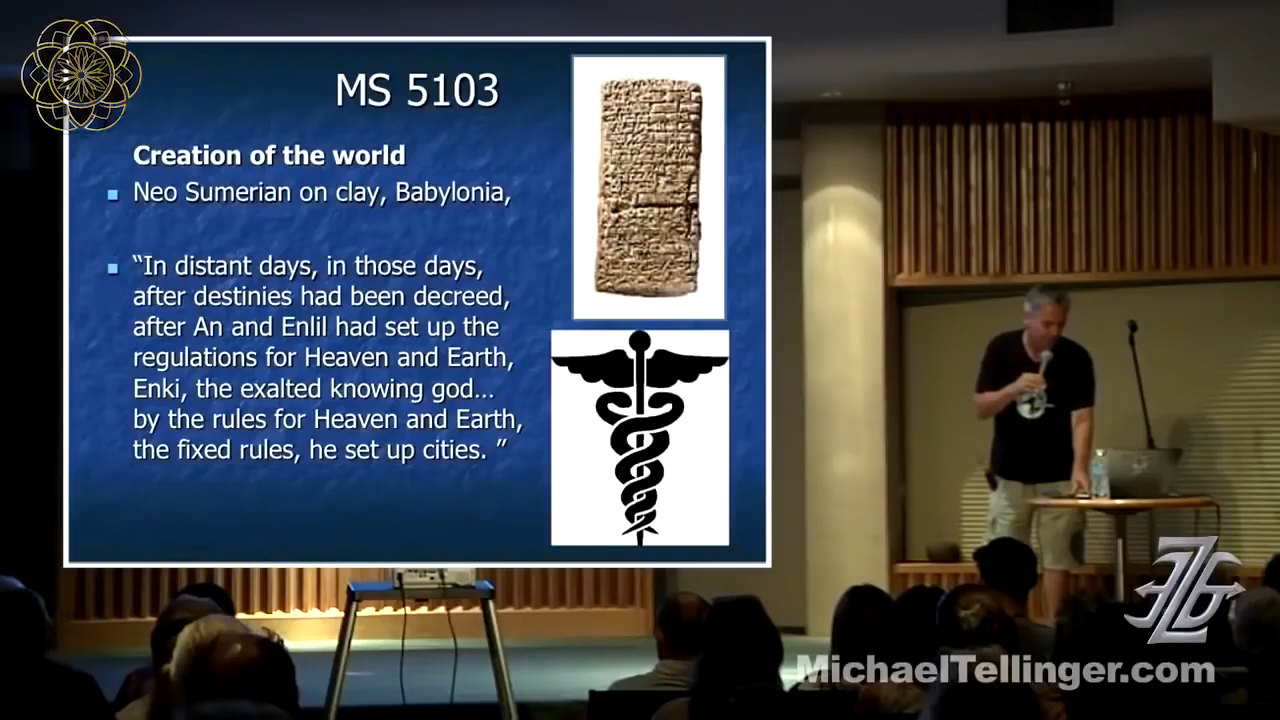 MS 5103
Creation of the world
Neo Sumerian on clay, Babylonia,
“In distant days, in those days,
after destinies had been decreed,
after An and Enlil had set up the
regulations for Heaven and Earth,
Enki, the exalted knowing god...
by the rules for Heaven and Earth,
the fixed rules, he set up cities. ”
MichaelTellinger.com